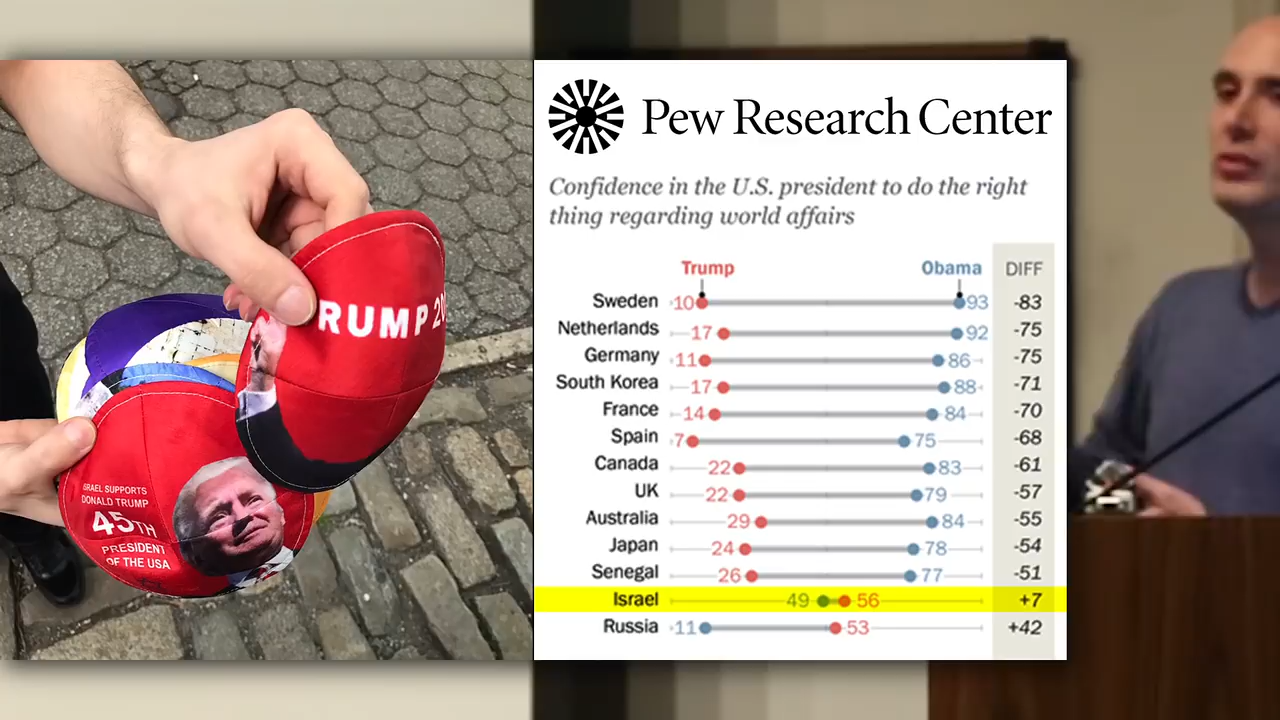 RUMP 20
ISRAEL SUPPORTS
DONALD TRUMP
45TH
PRESIDENT
OF THE USA
Pew Research Center
Confidence in the U.S. president to do the right
thing regarding world affairs
Trump Obama DIFF
Sweden 10 93 -83
Netherlands 17 92 -75
Germany 11 86 -75
South Korea 17 88 -71
France 14 84 -70
Spain 7 75 -68
Canada 22 83 -61
UK 22 79 -57
Australia 29 84 -55
Japan 24 78 -54
Senegal 26 77 -51
Israel 49 56 +7
Russia 11 53 +42